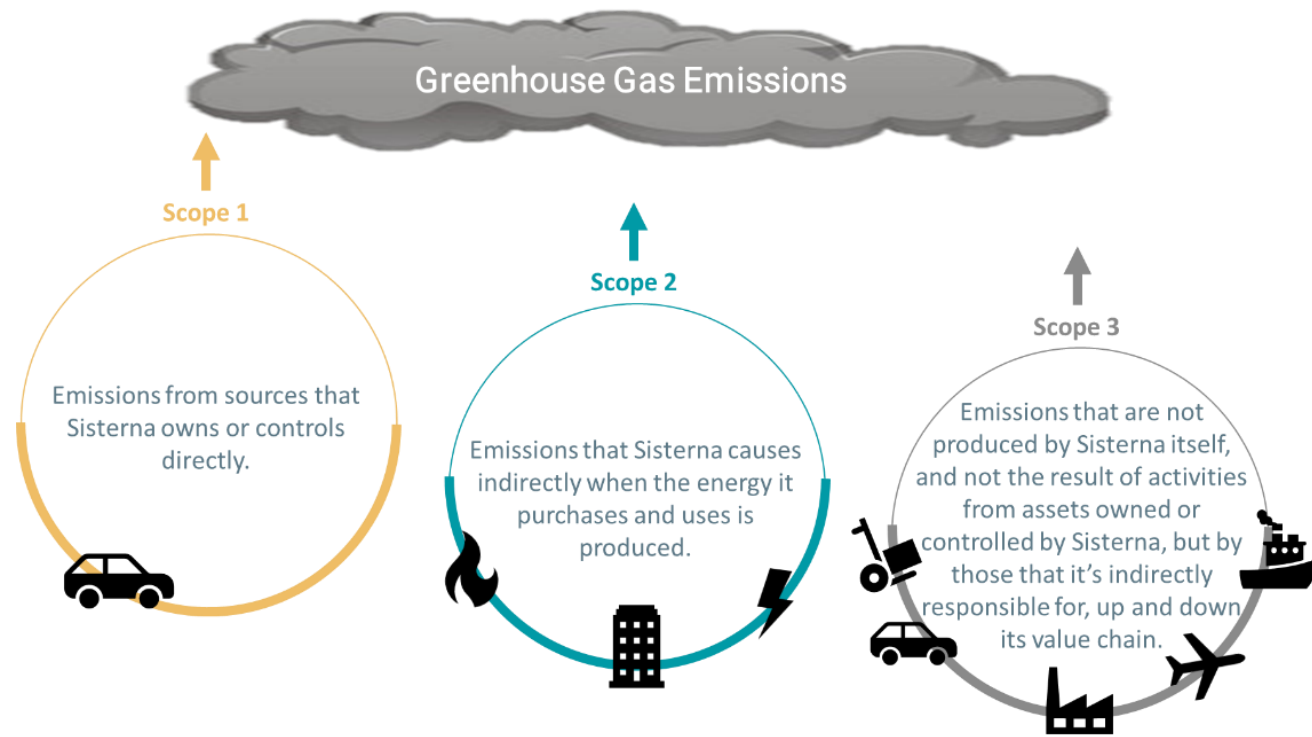 Greenhouse Gas Emissions
Scope 1
Emissions from sources that
Sisterna owns or controls
directly.
Scope 2
Emissions that Sisterna causes
indirectly when the energy it
purchases and uses is
produced.
Scope 3
Emissions that are not
produced by Sisterna itself,
and not the result of activities
from assets owned or
controlled by Sisterna, but by
those that it’s indirectly
responsible for, up and down
its value chain.